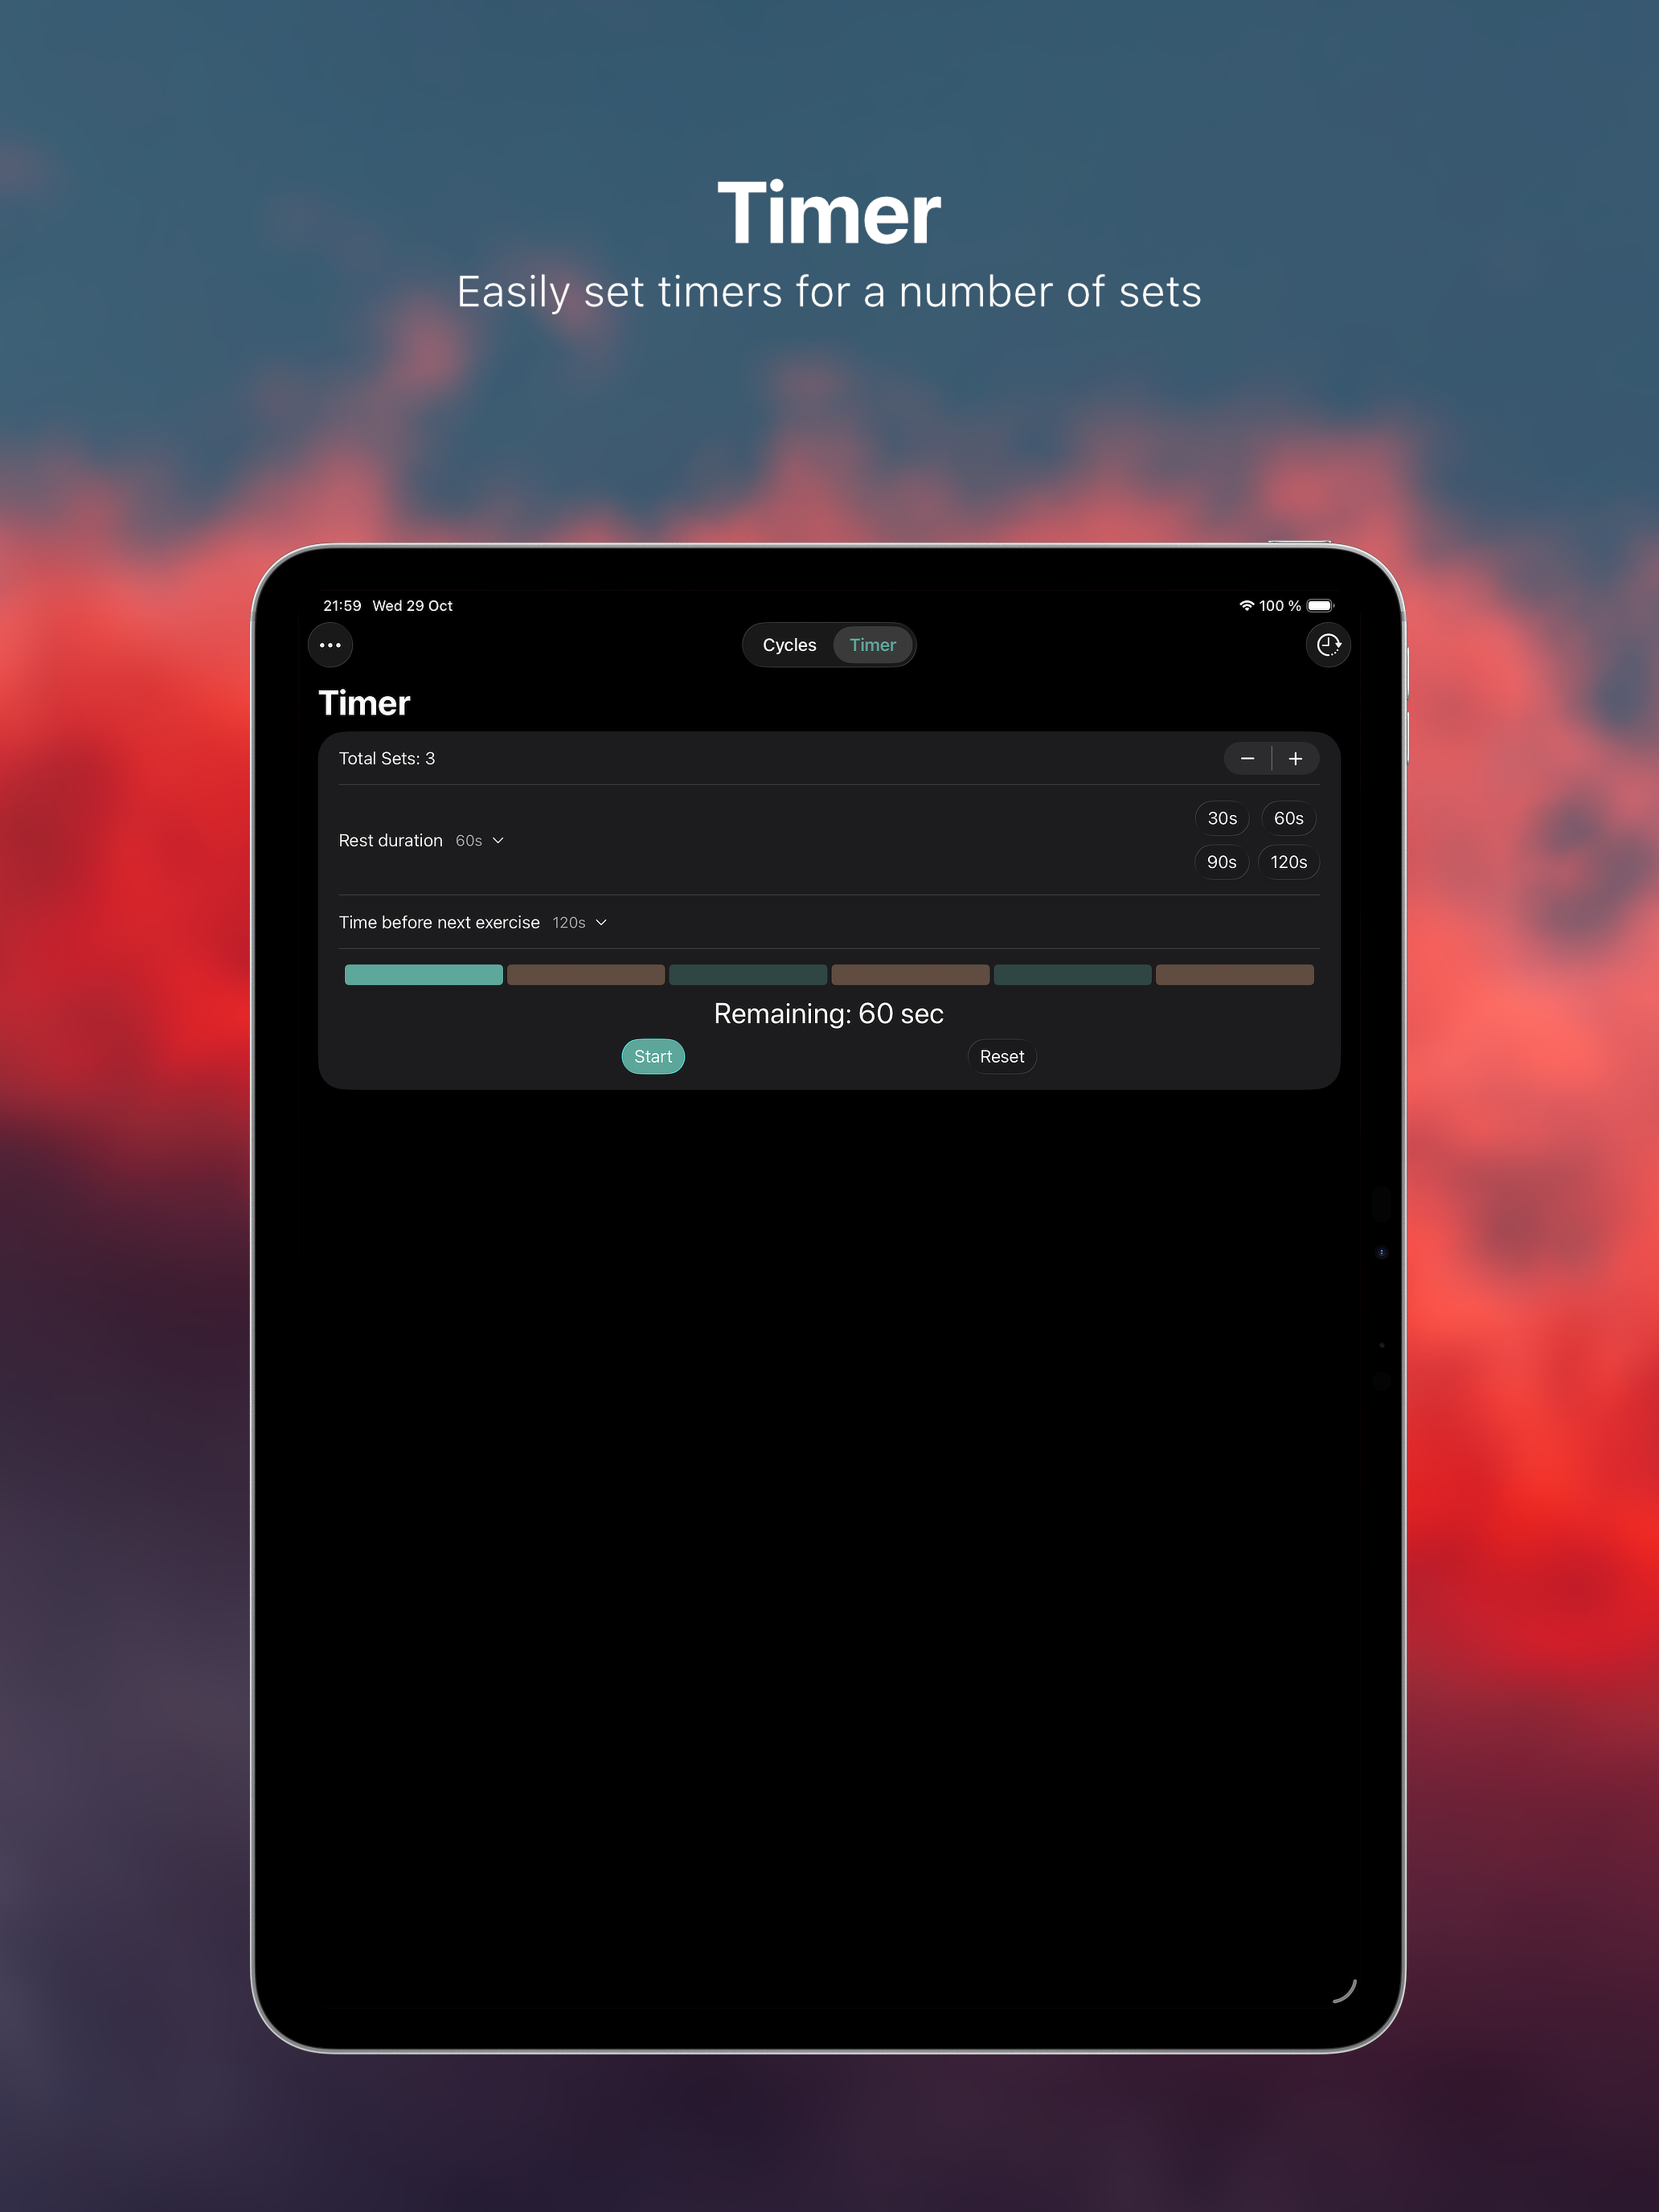 Timer
Easily set timers for a number of sets
21:59 Wed 29 Oct
100 %
Cycles Timer
Timer
Total Sets: 3
Rest duration 60s
30s 60s
90s 120s
Time before next exercise 120s
Remaining: 60 sec
Start Reset